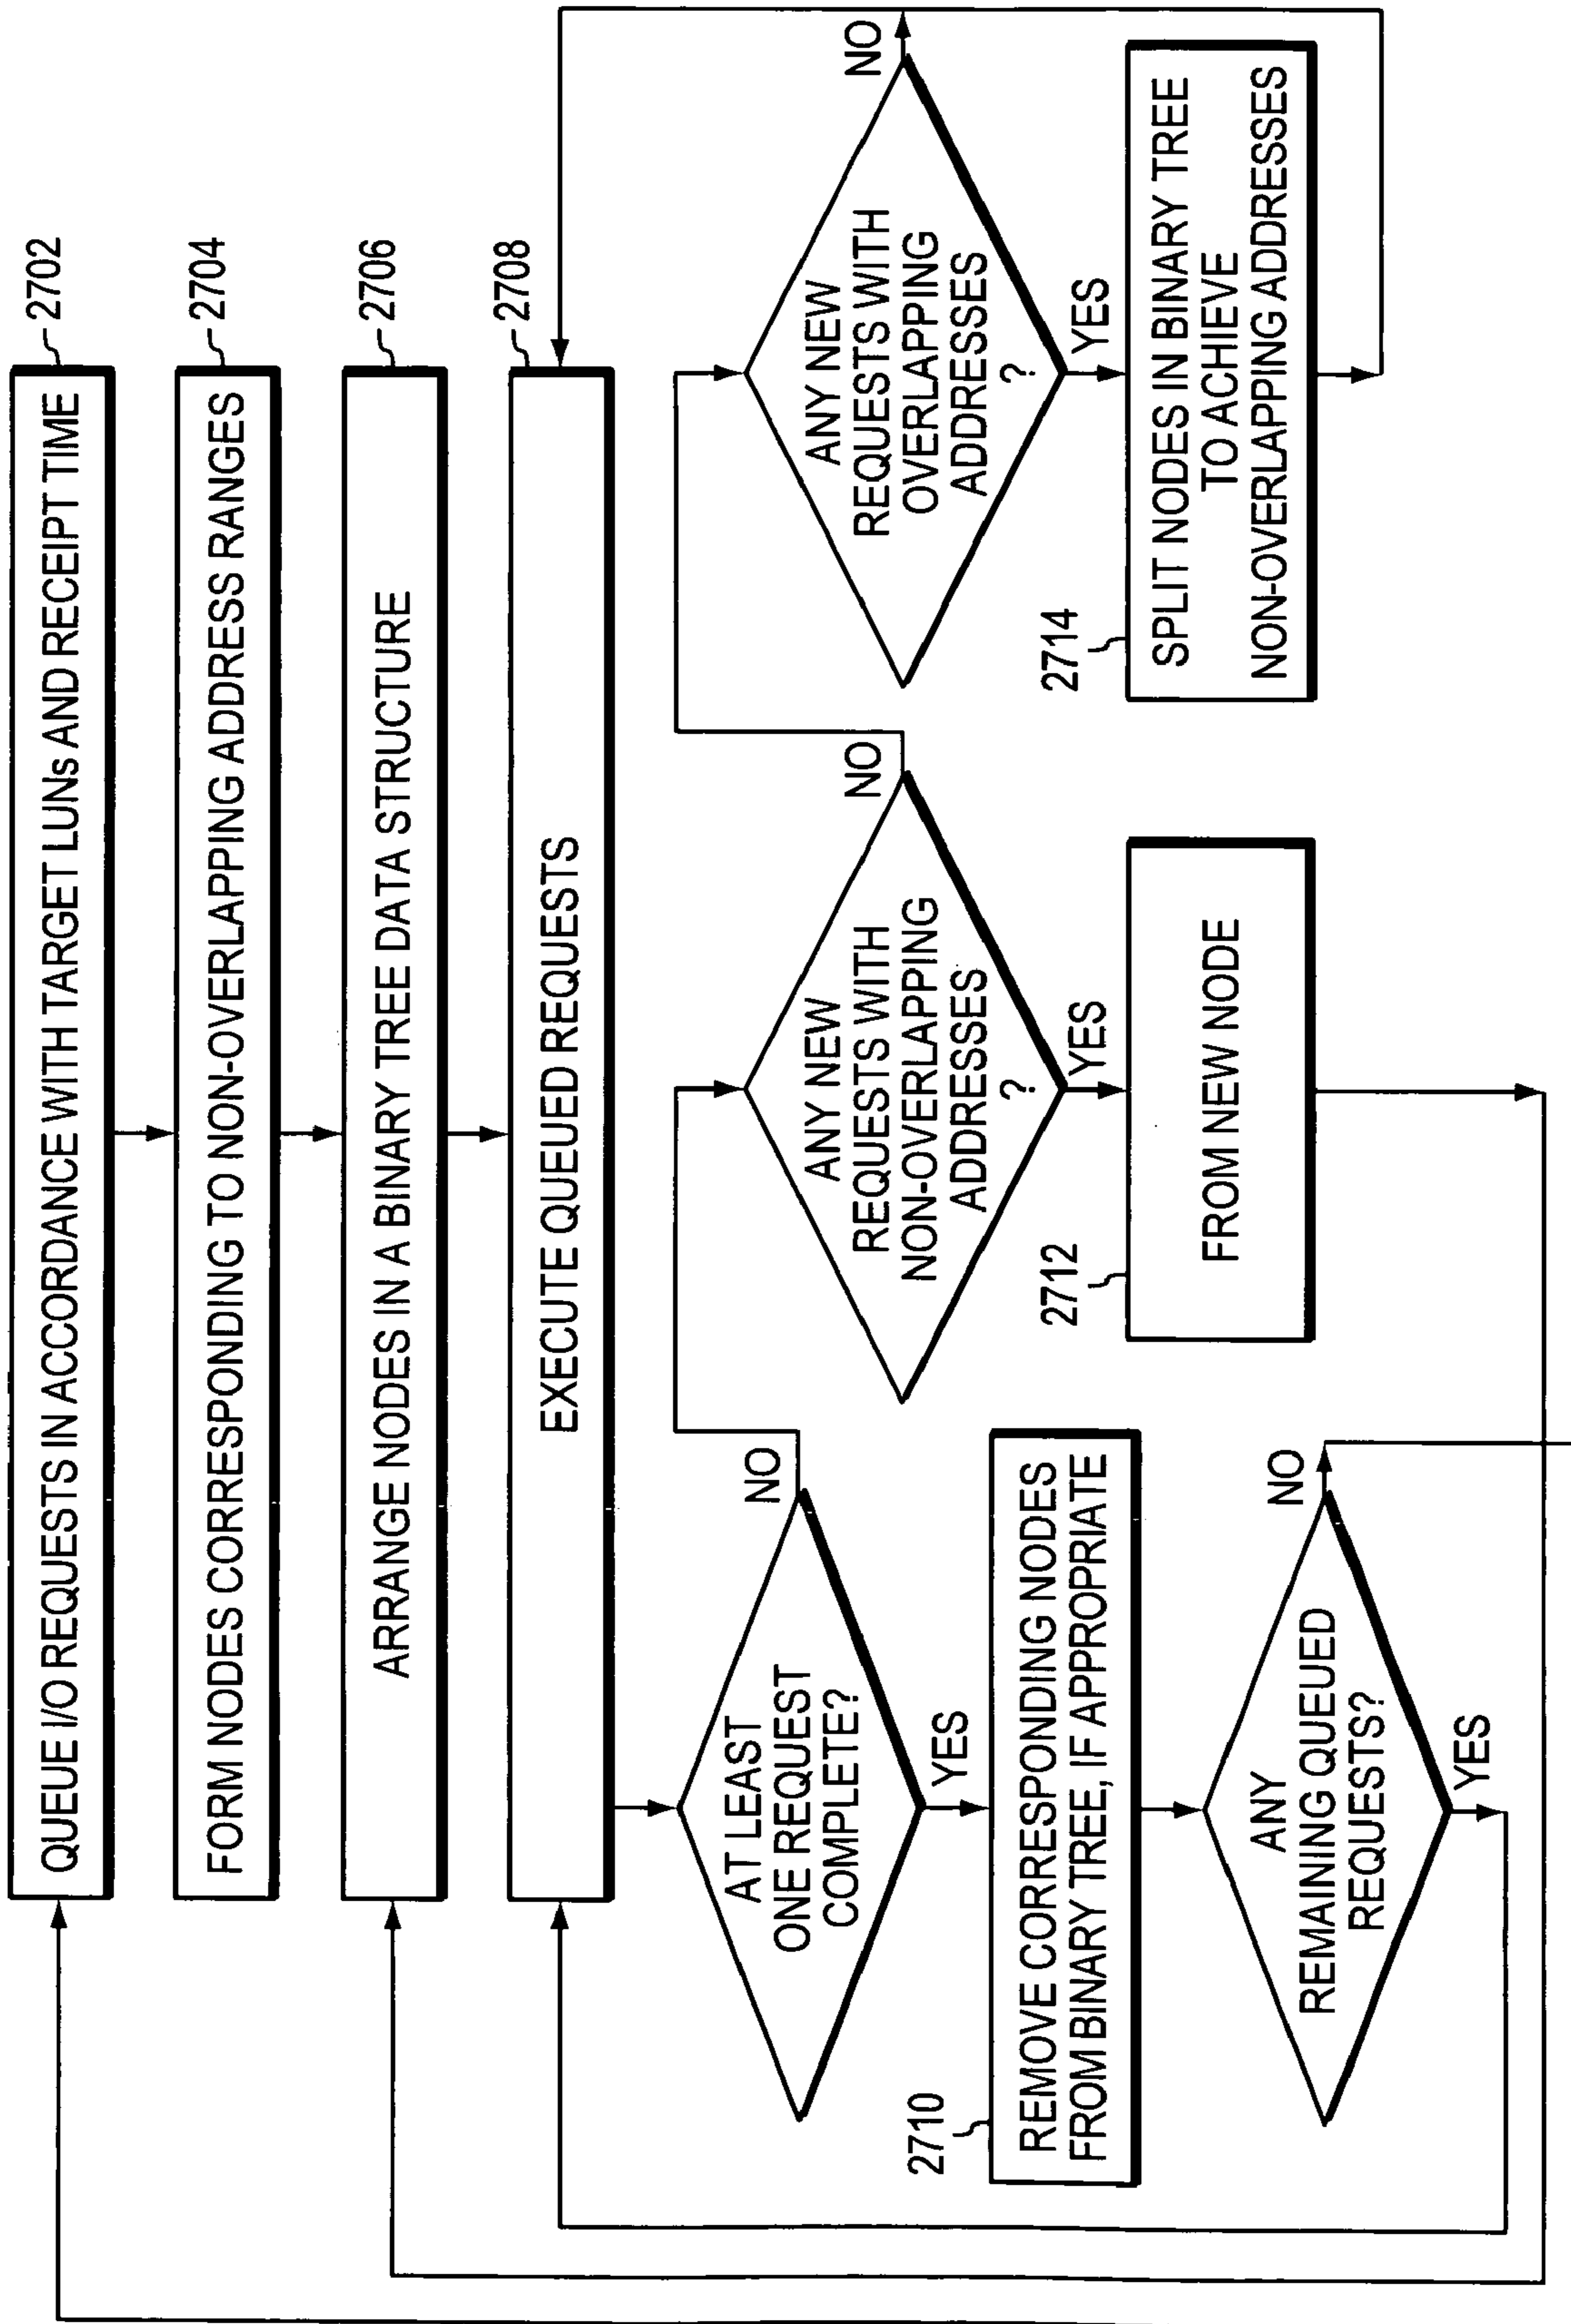 QUEUE I/O REQUESTS IN ACCORDANCE WITH TARGET LUNs AND RECEIPT TIME
2702
FORM NODES CORRESPONDING TO NON-OVERLAPPING ADDRESS RANGES
2704
ARRANGE NODES IN A BINARY TREE DATA STRUCTURE
2706
EXECUTE QUEUED REQUESTS
2708
AT LEAST
ONE REQUEST
COMPLETE?
NO
YES
2710
REMOVE CORRESPONDING NODES
FROM BINARY TREE, IF APPROPRIATE
ANY
REMAINING QUEUED
REQUESTS?
NO
YES
ANY NEW
REQUESTS WITH
NON-OVERLAPPING
ADDRESSES
?
NO
YES
2712
FROM NEW NODE
ANY NEW
REQUESTS WITH
OVERLAPPING
ADDRESSES
?
NO
YES
2714
SPLIT NODES IN BINARY TREE
TO ACHIEVE
NON-OVERLAPPING ADDRESSES